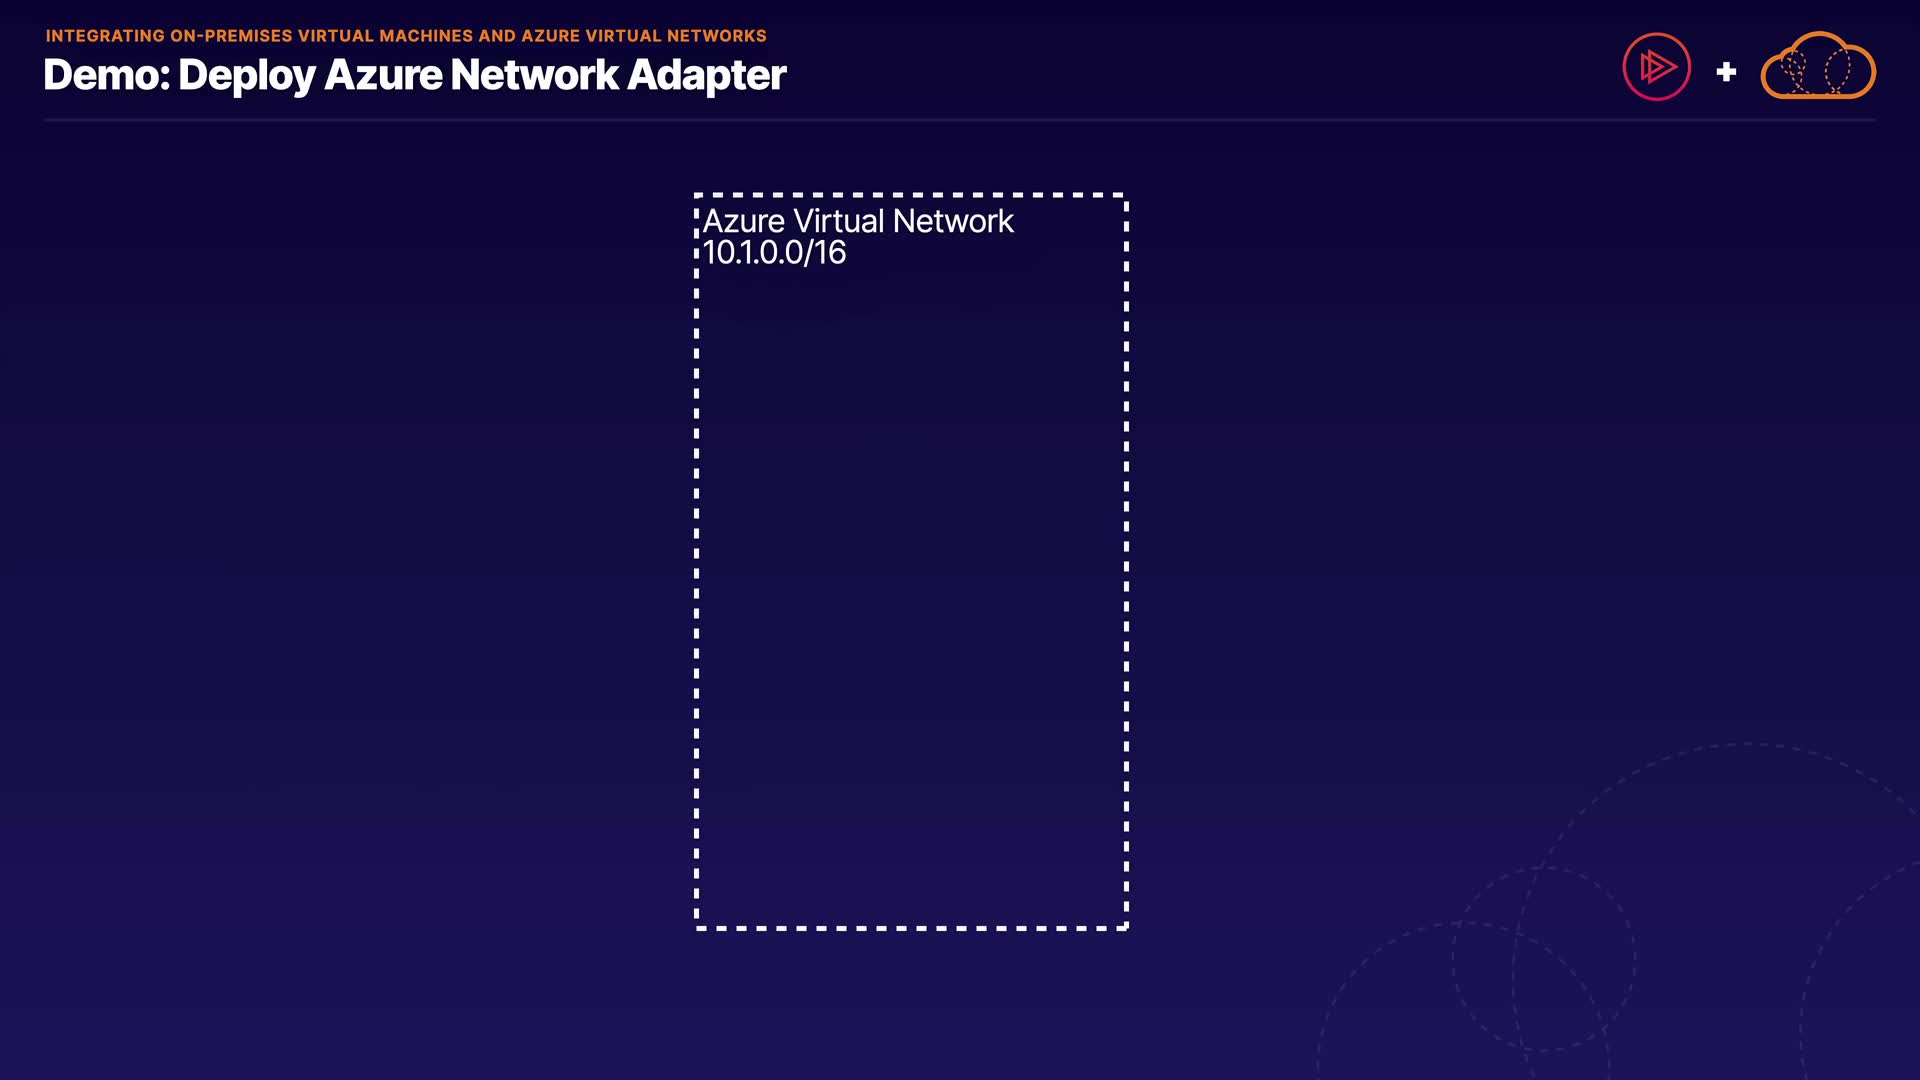 INTEGRATING ON-PREMISES VIRTUAL MACHINES AND AZURE VIRTUAL NETWORKS
Demo: Deploy Azure Network Adapter
Azure Virtual Network
10.1.0.0/16